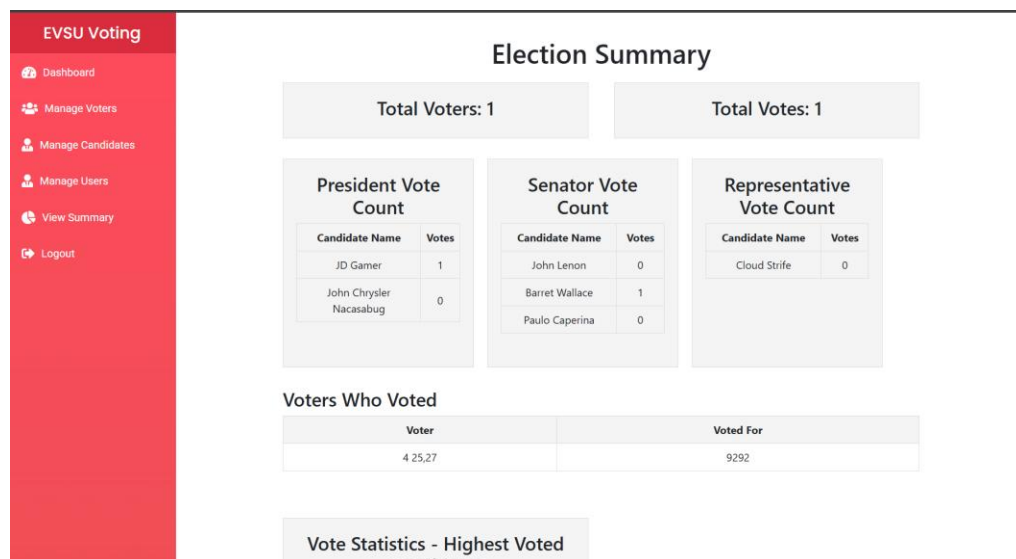 EVSU Voting
Dashboard
Manage Voters
Manage Candidates
Manage Users
View Summary
Logout
Election Summary
Total Voters: 1
Total Votes: 1
President Vote
Count
Candidate Name Votes
JD Gamer 1
John Chrysler
Nacasabug
0
Senator Vote
Count
Candidate Name Votes
John Lenon 0
Barret Wallace 1
Paulo Caperina 0
Representative
Vote Count
Candidate Name Votes
Cloud Strife 0
Voters Who Voted
Voter Voted For
4 25,27 9292
Vote Statistics - Highest Voted